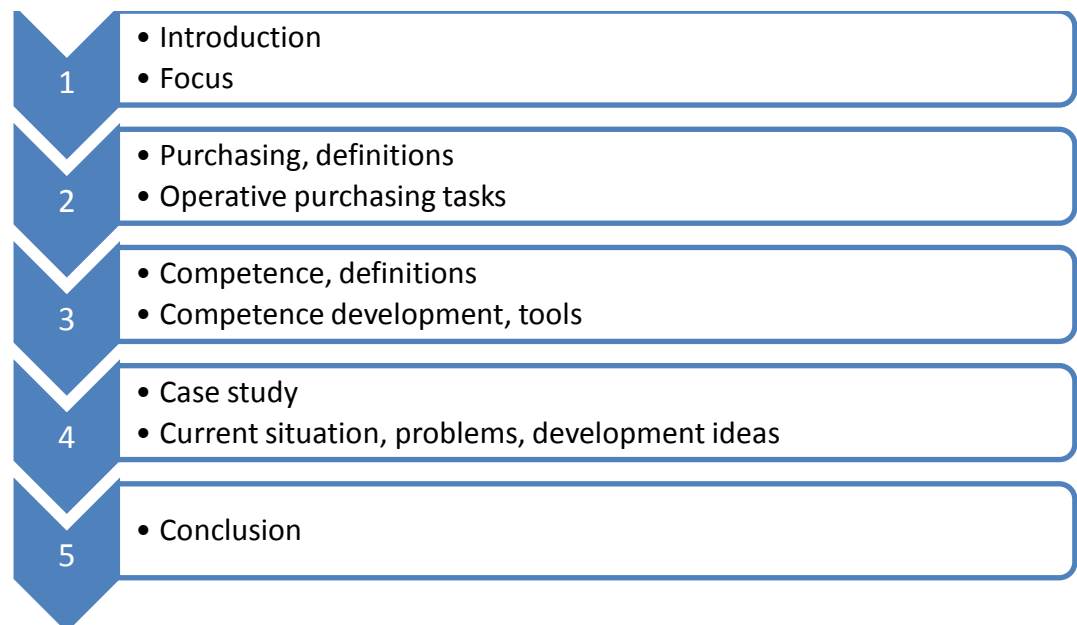 1
• Introduction
• Focus
2
• Purchasing, definitions
• Operative purchasing tasks
3
• Competence, definitions
• Competence development, tools
4
• Case study
• Current situation, problems, development ideas
5
• Conclusion